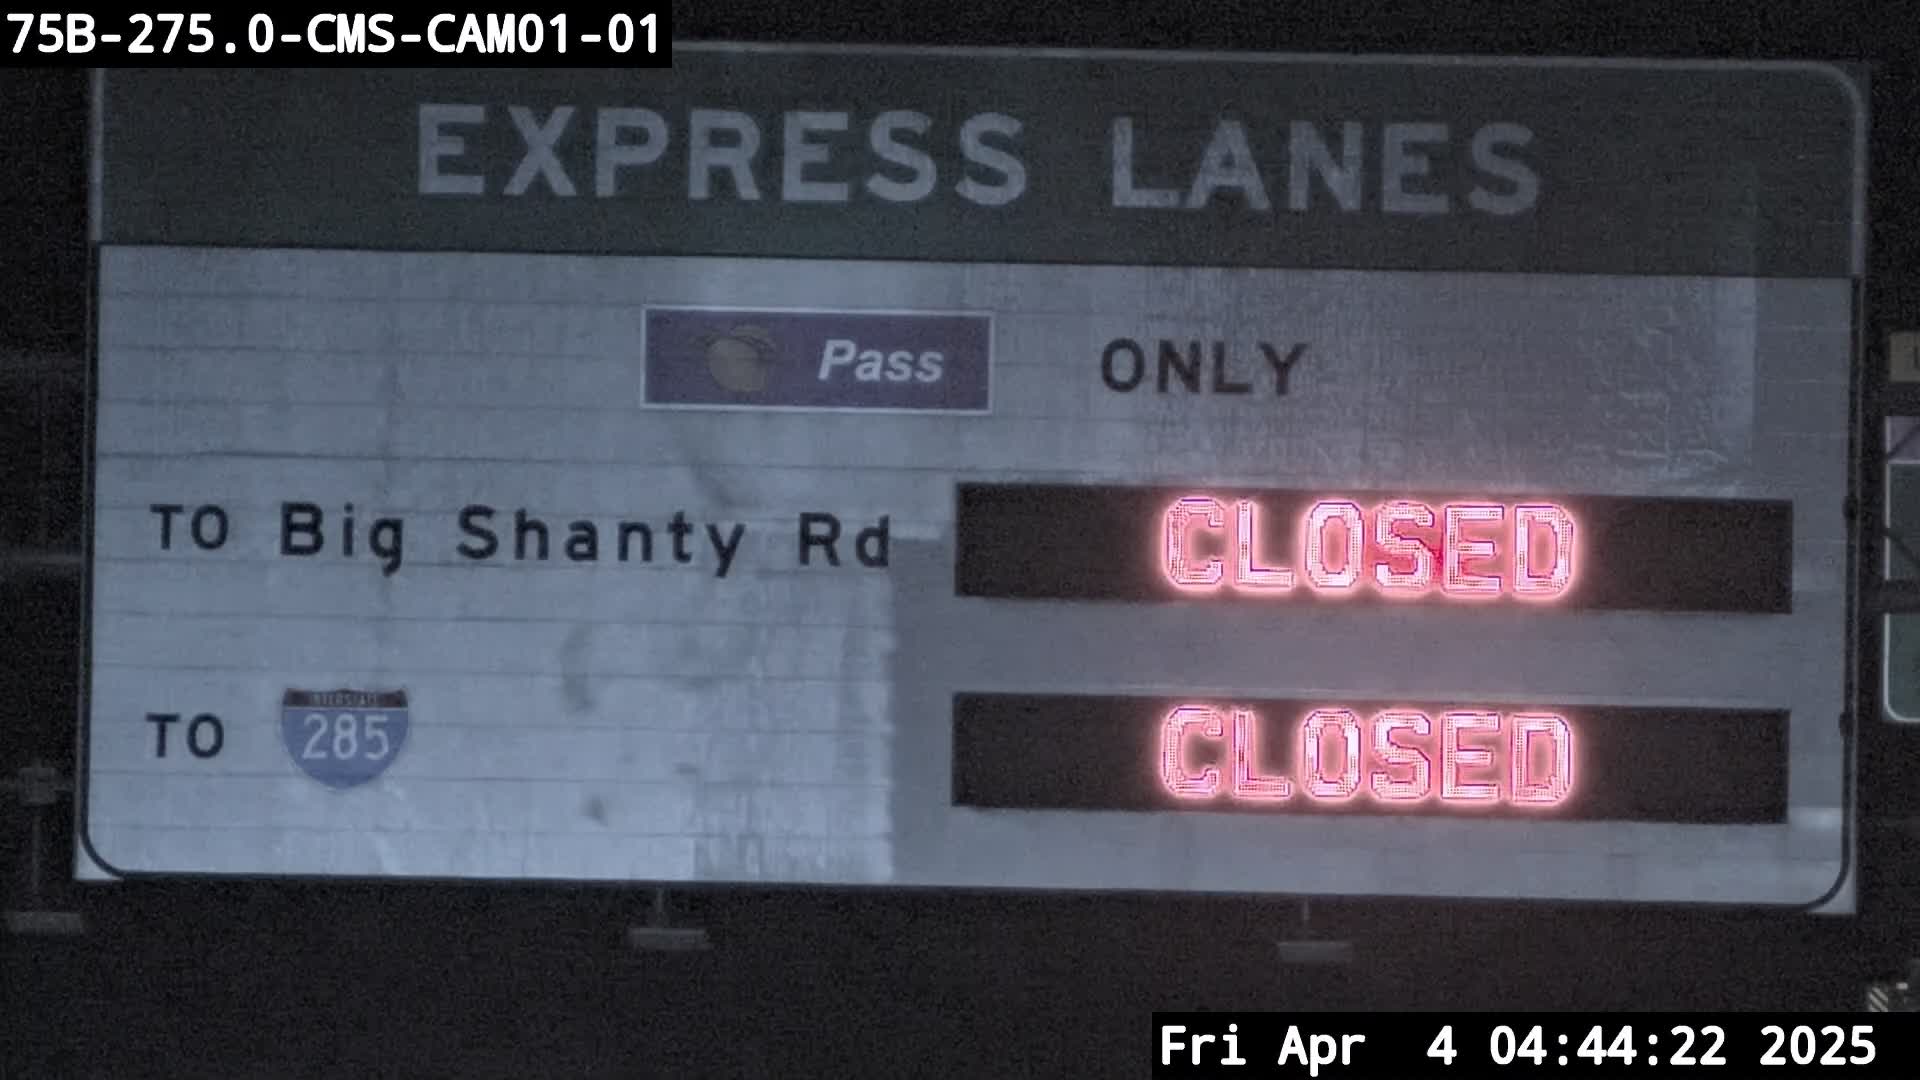 75B-275.0-CMS-CAM01-01
EXPRESS LANES
Pass ONLY
TO Big Shanty Rd CLOSED
INTERSTATE
TO 285 CLOSED
Fri Apr 4 04:44:22 2025